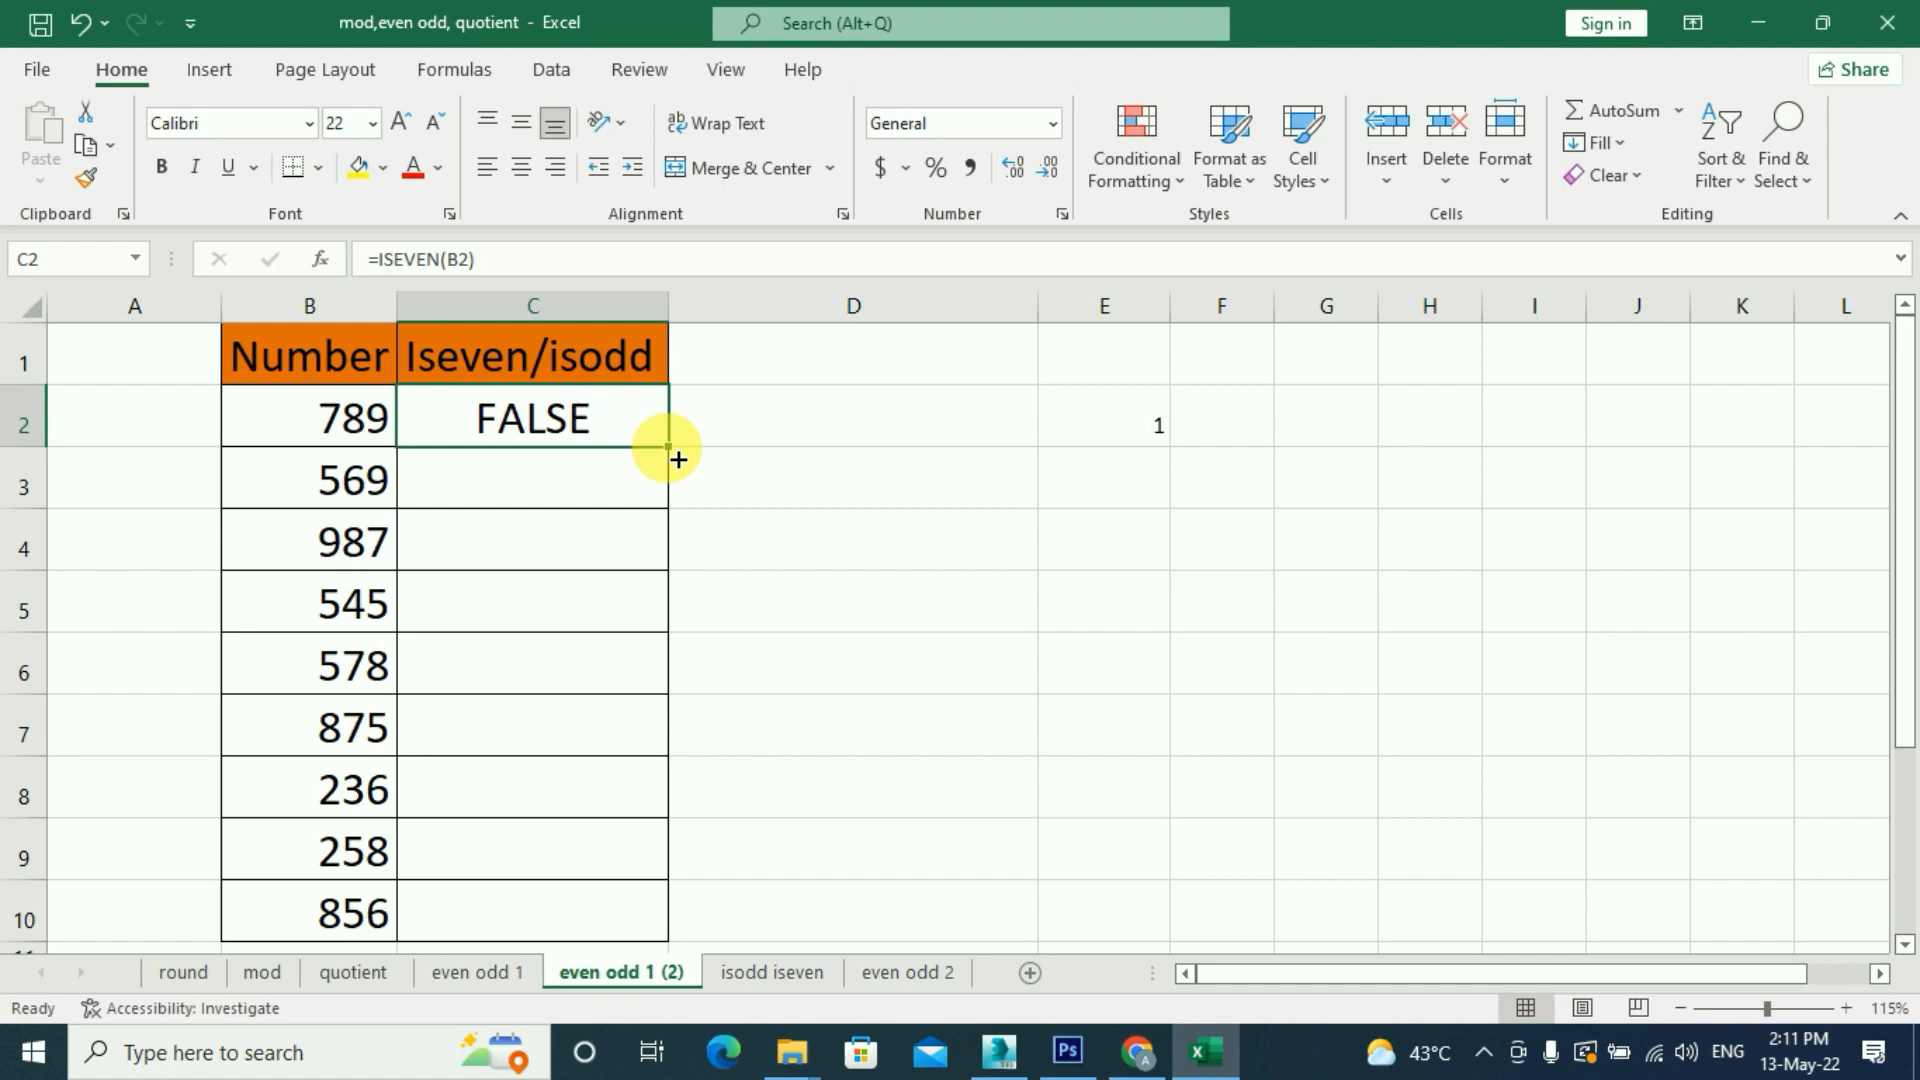 mod,even odd, quotient - Excel
Search (Alt+Q)
Sign in
File Home Insert Page Layout Formulas Data Review View Help
Share
Paste
Clipboard
Calibri 22
B I U
Font
Wrap Text
Merge & Center
Alignment
General
$ % ,
Number
Conditional Formatting
Format as Table
Cell Styles
Styles
Insert Delete Format
Cells
AutoSum
Fill
Clear
Sort & Filter
Find & Select
Editing
C2 fx =ISEVEN(B2)
A B C D E F G H I J K L
1 Number Iseven/isodd
2 789 FALSE 1
3 569
4 987
5 545
6 578
7 875
8 236
9 258
10 856
round mod quotient even odd 1 even odd 1 (2) isodd iseven even odd 2
Ready Accessibility: Investigate 115%
Type here to search
Ps
43°C ENG 2:11 PM
13-May-22